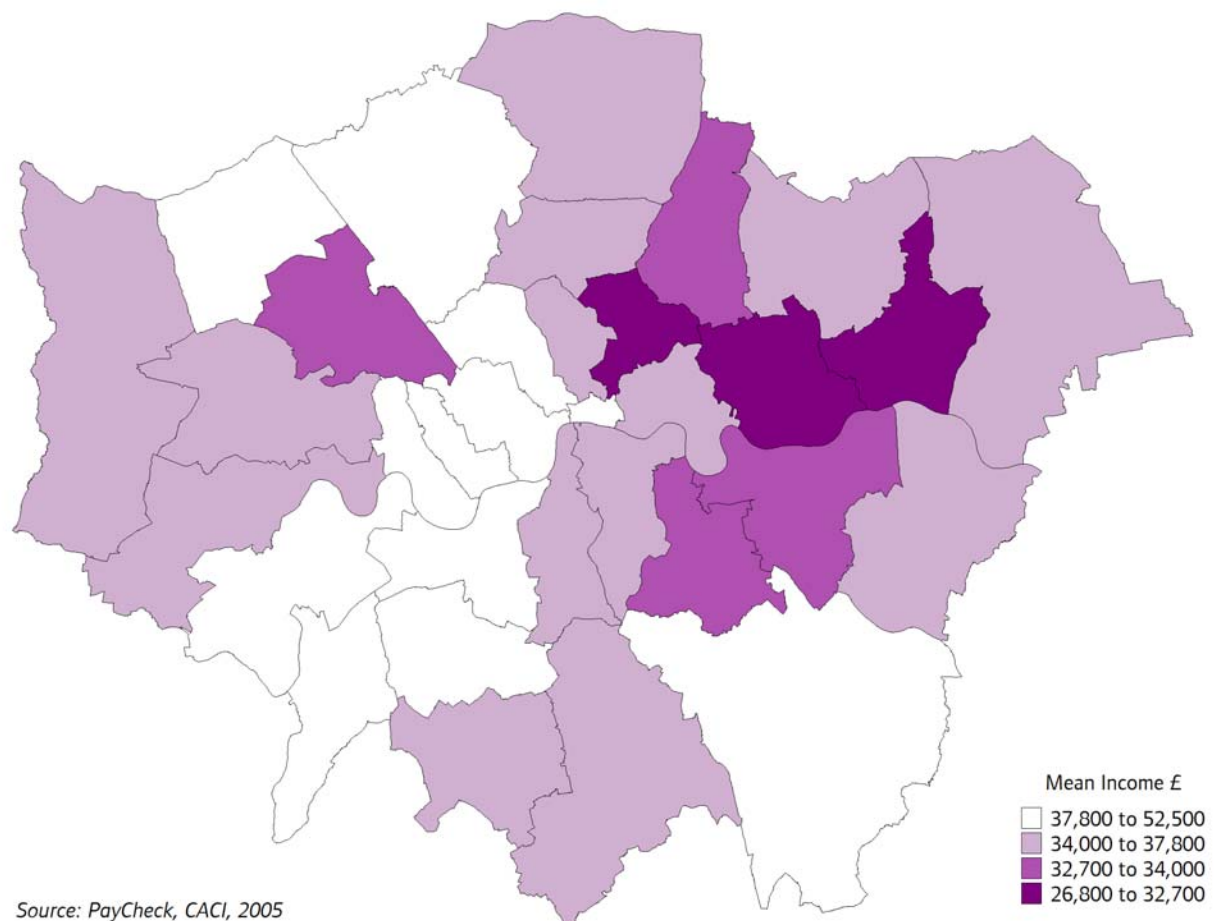 Mean Income £
37,800 to 52,500
34,000 to 37,800
32,700 to 34,000
26,800 to 32,700
Source: PayCheck, CACI, 2005